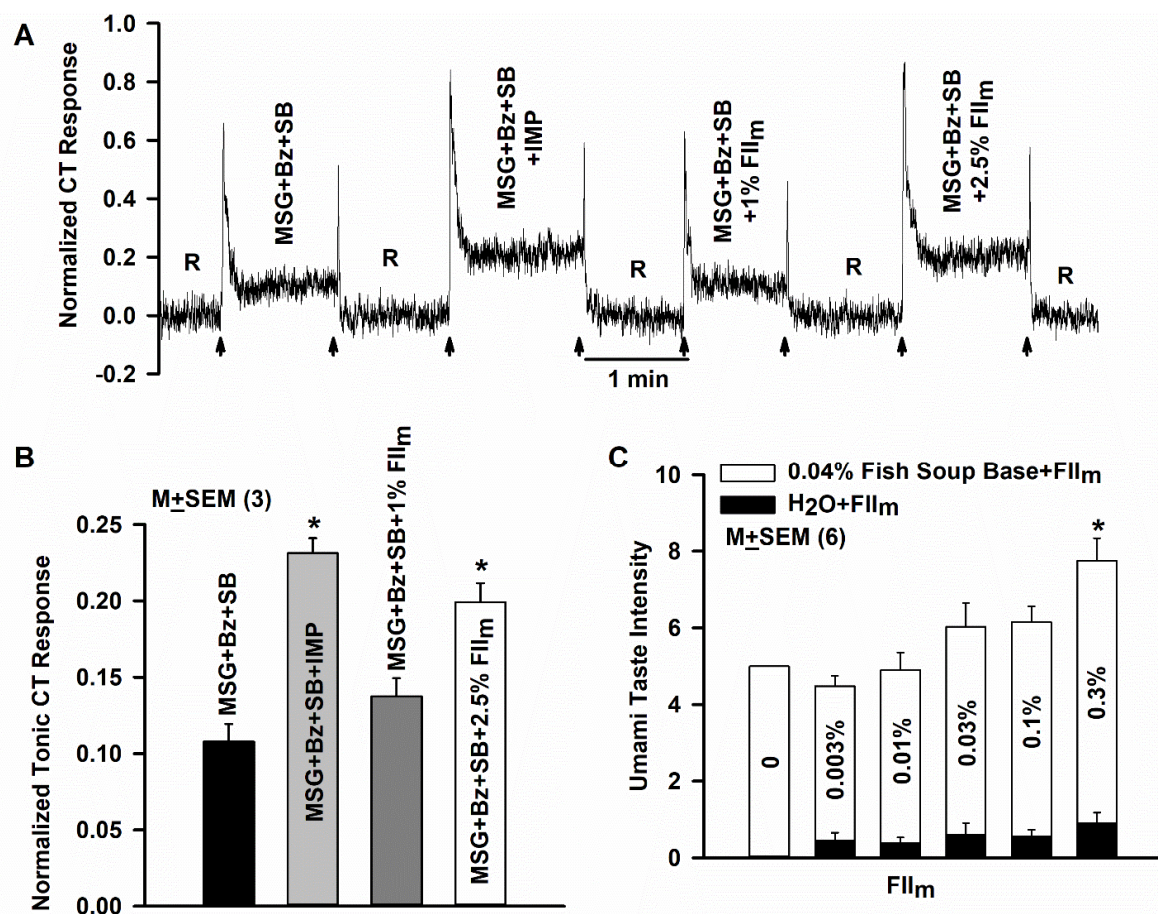 A
Normalized CT Response
1.0
0.8
0.6
0.4
0.2
0.0
-0.2
R
MSG+Bz+SB
R
MSG+Bz+SB
+IMP
R
MSG+Bz+SB
+1% FIIm
R
MSG+Bz+SB
+2.5% FIIm
R
1 min
B
Normalized Tonic CT Response
M+SEM (3)
0.25
0.20
0.15
0.10
0.05
0.00
MSG+Bz+SB
*
MSG+Bz+SB+IMP
MSG+Bz+SB+1% FIIm
*
MSG+Bz+SB+2.5% FIIm
C
Umami Taste Intensity
10
8
6
4
2
0
0.04% Fish Soup Base+FIIm
H2O+FIIm
M+SEM (6)
*
0
0.003%
0.01%
0.03%
0.1%
0.3%
FIIm